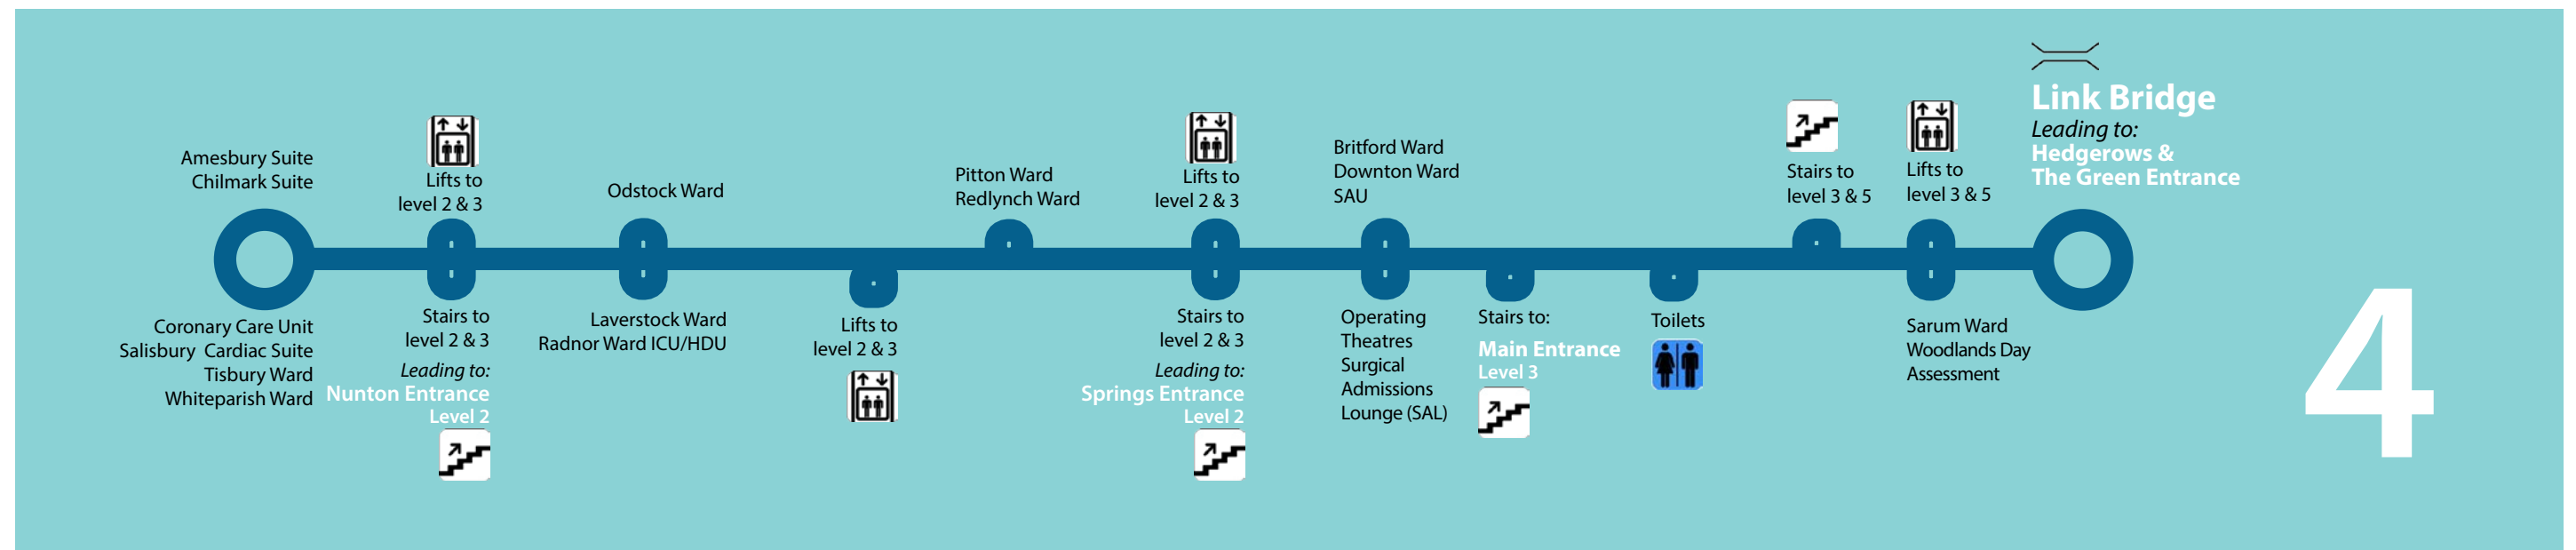 Amesbury Suite
Chilmark Suite
Coronary Care Unit
Salisbury Cardiac Suite
Tisbury Ward
Whiteparish Ward
Lifts to
level 2 & 3
Stairs to
level 2 & 3
Leading to:
Nunton Entrance
Level 2
Odstock Ward
Laverstock Ward
Radnor Ward ICU/HDU
Lifts to
level 2 & 3
Pitton Ward
Redlynch Ward
Lifts to
level 2 & 3
Stairs to
level 2 & 3
Leading to:
Springs Entrance
Level 2
Britford Ward
Downton Ward
SAU
Operating
Theatres
Surgical
Admissions
Lounge (SAL)
Stairs to:
Main Entrance
Level 3
Toilets
Stairs to
level 3 & 5
Lifts to
level 3 & 5
Sarum Ward
Woodlands Day
Assessment
Link Bridge
Leading to:
Hedgerows &
The Green Entrance
4